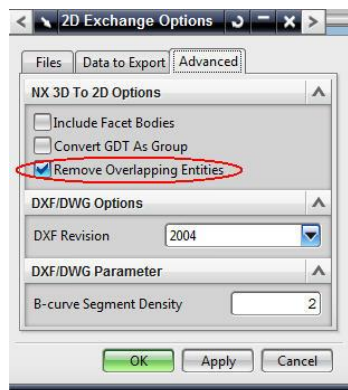 2D Exchange Options
Files Data to Export Advanced
NX 3D To 2D Options
Include Facet Bodies
Convert GDT As Group
Remove Overlapping Entities
DXF/DWG Options
DXF Revision 2004
DXF/DWG Parameter
B-curve Segment Density 2
OK Apply Cancel